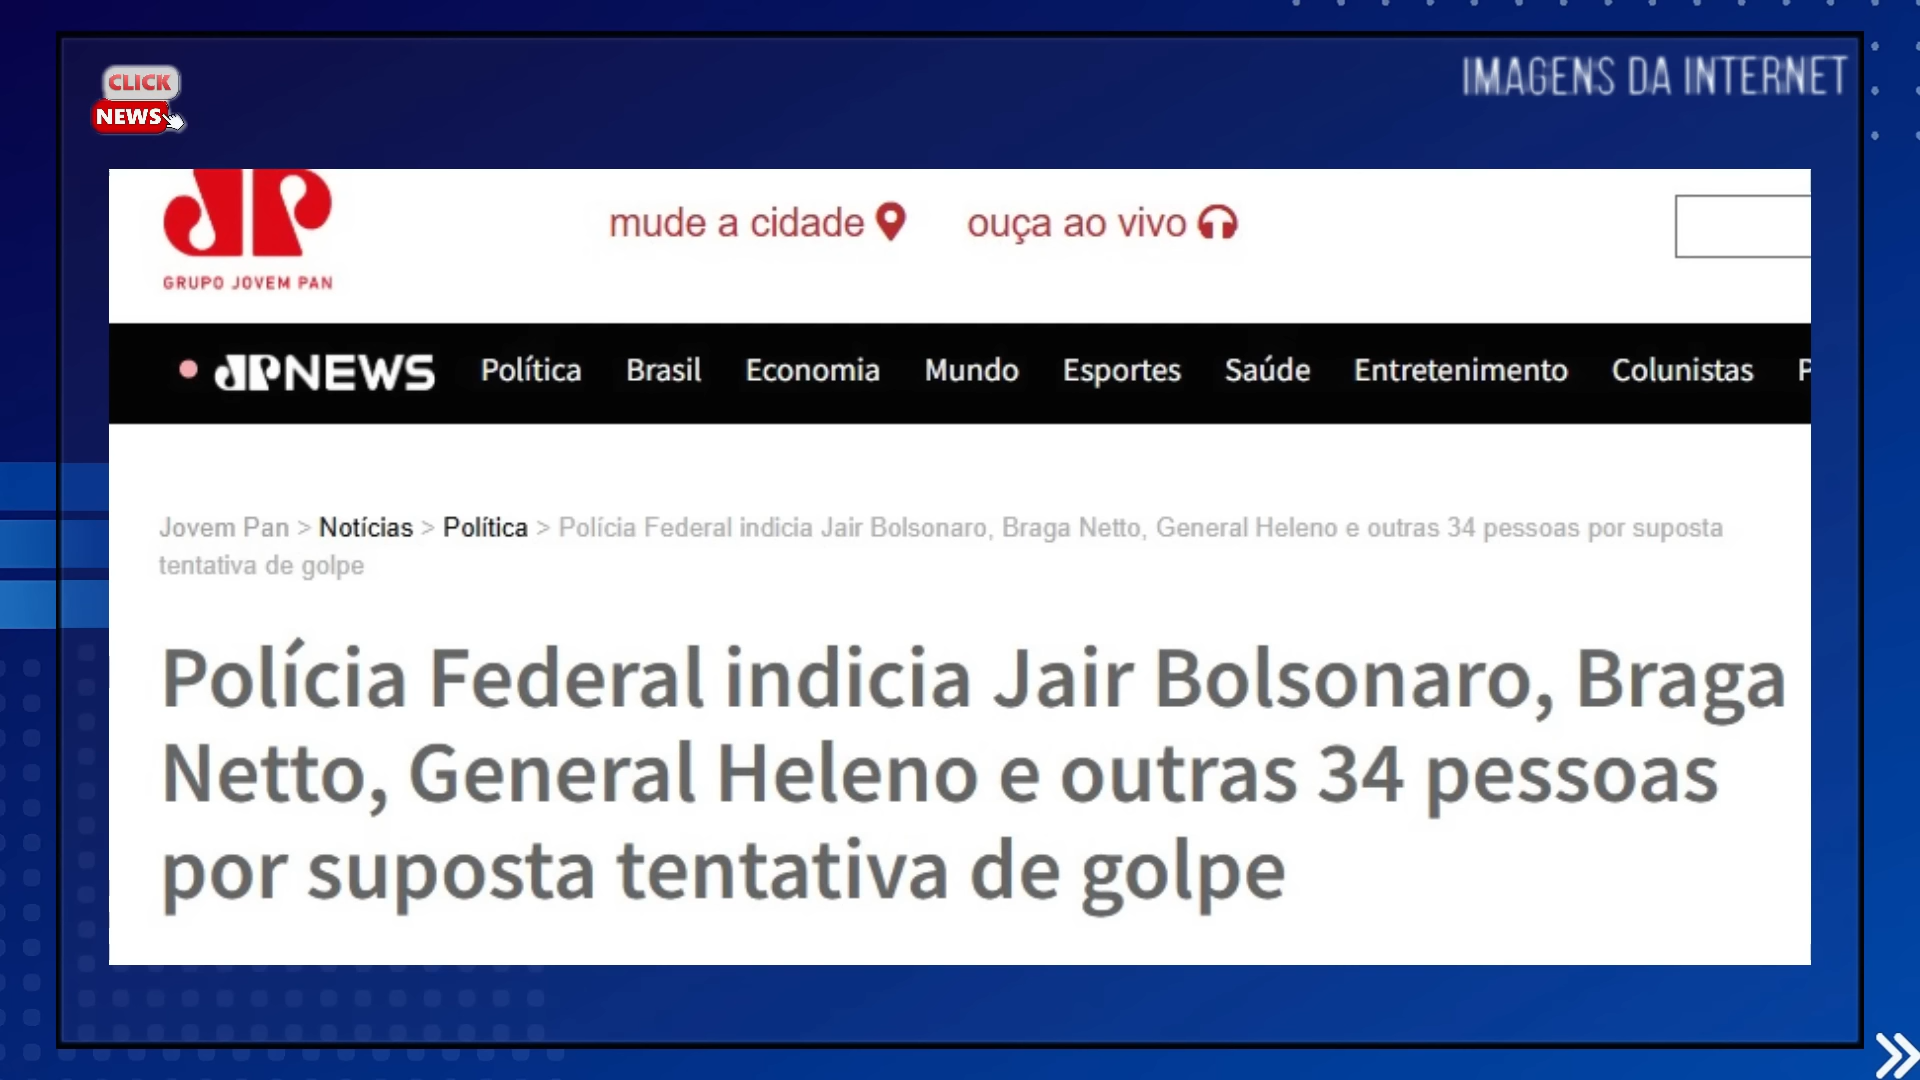 CLICK
NEWS
IMAGENS DA INTERNET
JP
GRUPO JOVEM PAN
mude a cidade
ouça ao vivo
JPNEWS Política Brasil Economia Mundo Esportes Saúde Entretenimento Colunistas P
Jovem Pan > Notícias > Política > Polícia Federal indicia Jair Bolsonaro, Braga Netto, General Heleno e outras 34 pessoas por suposta
tentativa de golpe
Polícia Federal indicia Jair Bolsonaro, Braga
Netto, General Heleno e outras 34 pessoas
por suposta tentativa de golpe